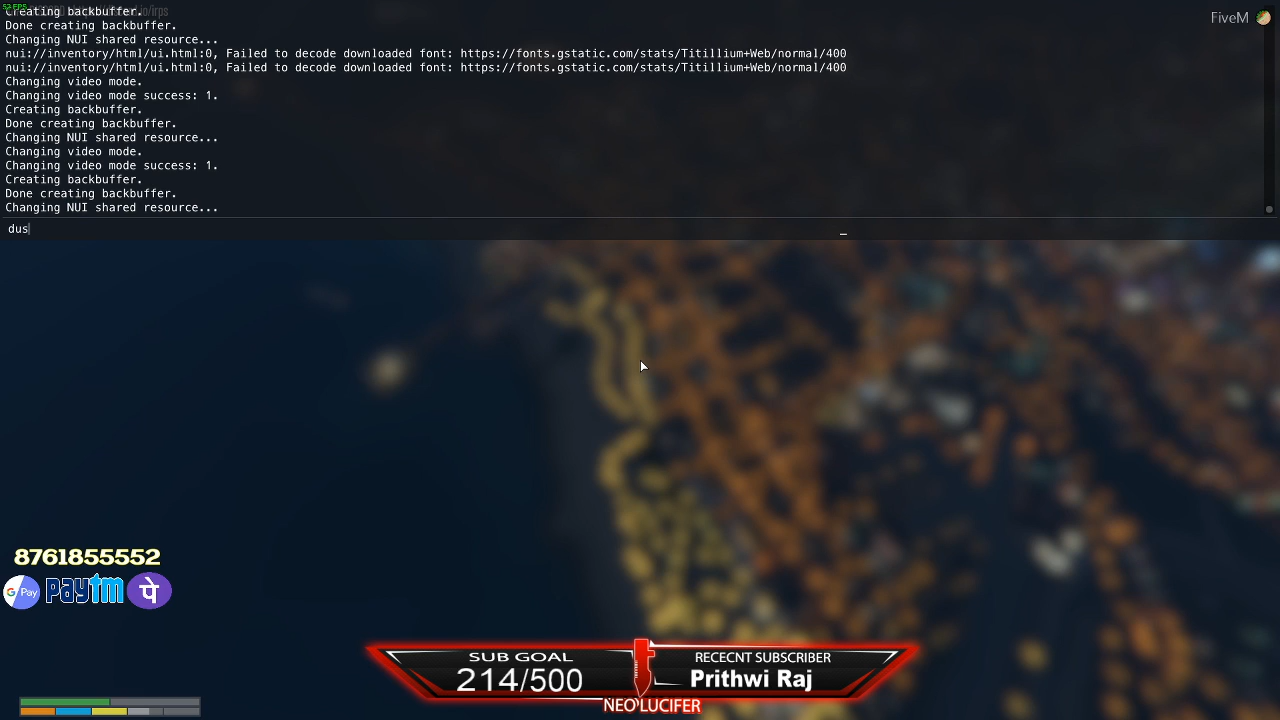 52 FPS
Creating backbuffer.
Done creating backbuffer.
Changing NUI shared resource...
nui://inventory/html/ui.html:0, Failed to decode downloaded font: https://fonts.gstatic.com/stats/Titillium+Web/normal/400
nui://inventory/html/ui.html:0, Failed to decode downloaded font: https://fonts.gstatic.com/stats/Titillium+Web/normal/400
Changing video mode.
Changing video mode success: 1.
Creating backbuffer.
Done creating backbuffer.
Changing NUI shared resource...
Changing video mode.
Changing video mode success: 1.
Creating backbuffer.
Done creating backbuffer.
Changing NUI shared resource...
dus
_
FiveM
8761855552
G Pay paytm पे
SUB GOAL
214/500
RECECNT SUBSCRIBER
Prithwi Raj
NEO LUCIFER